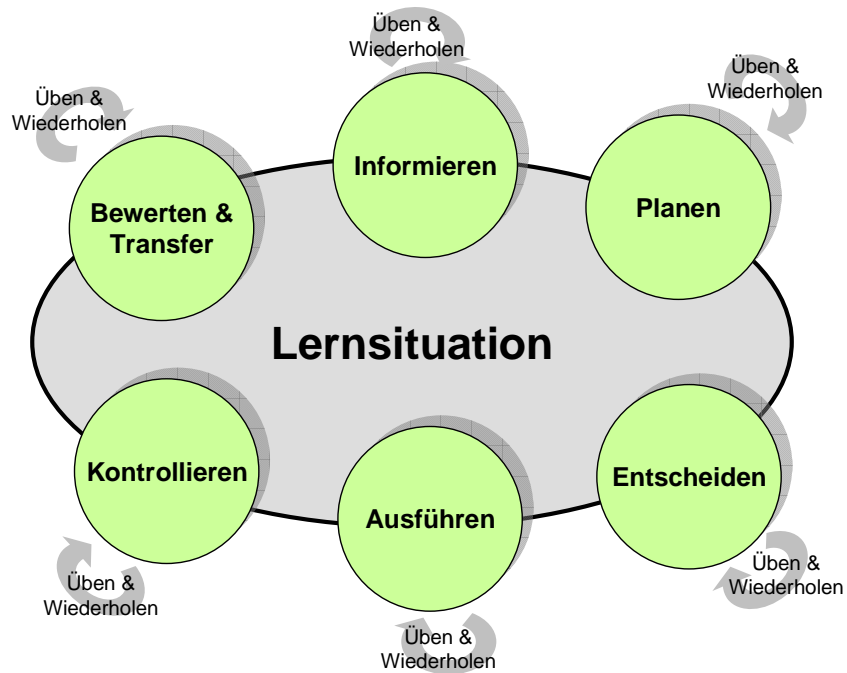 Üben &
Wiederholen
Informieren
Üben &
Wiederholen
Planen
Üben &
Wiederholen
Bewerten &
Transfer
Lernsituation
Kontrollieren
Üben &
Wiederholen
Ausführen
Üben &
Wiederholen
Entscheiden
Üben &
Wiederholen